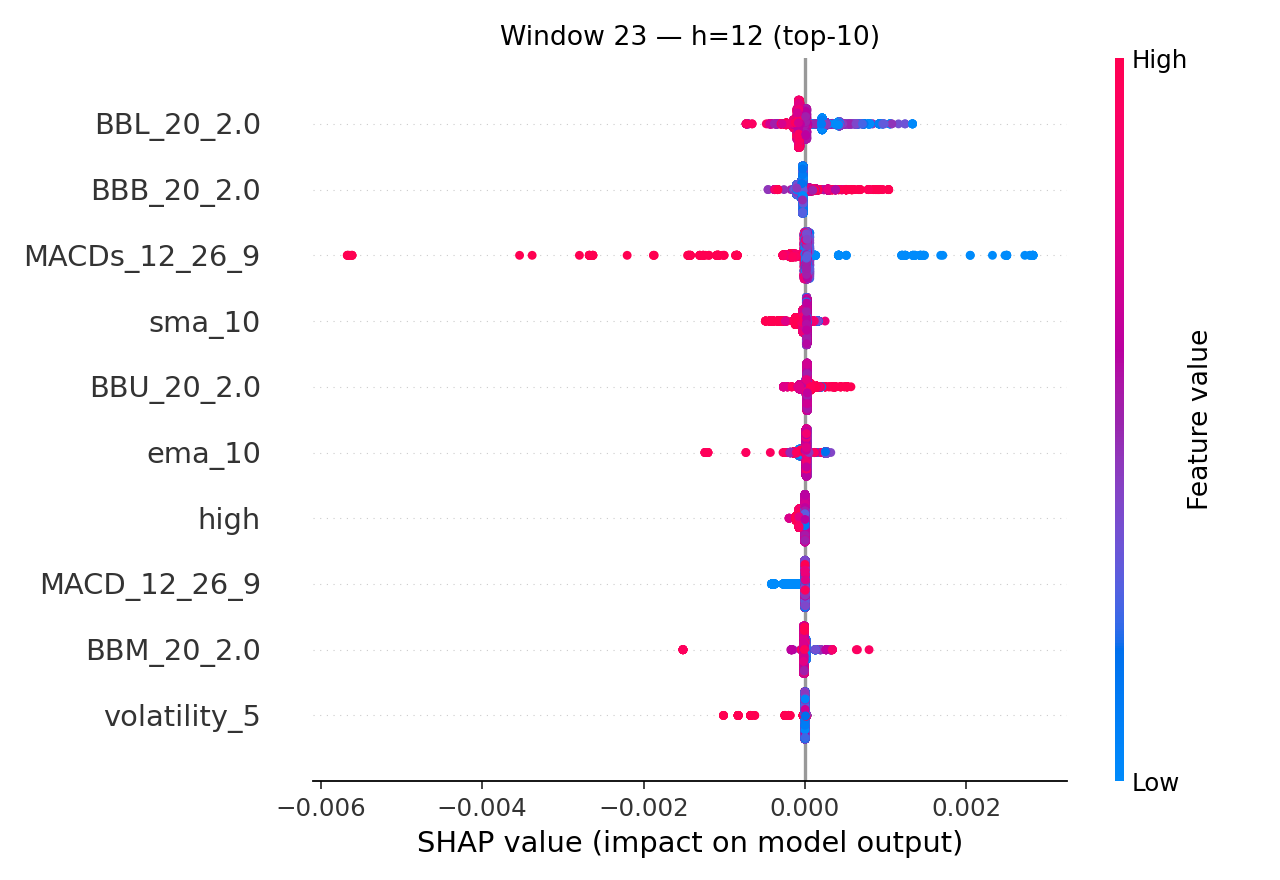 Window 23 — h=12 (top-10)
High
BBL_20_2.0
BBB_20_2.0
MACDs_12_26_9
sma_10
BBU_20_2.0
ema_10
high
MACD_12_26_9
BBM_20_2.0
volatility_5
Feature value
Low
−0.006 −0.004 −0.002 0.000 0.002
SHAP value (impact on model output)